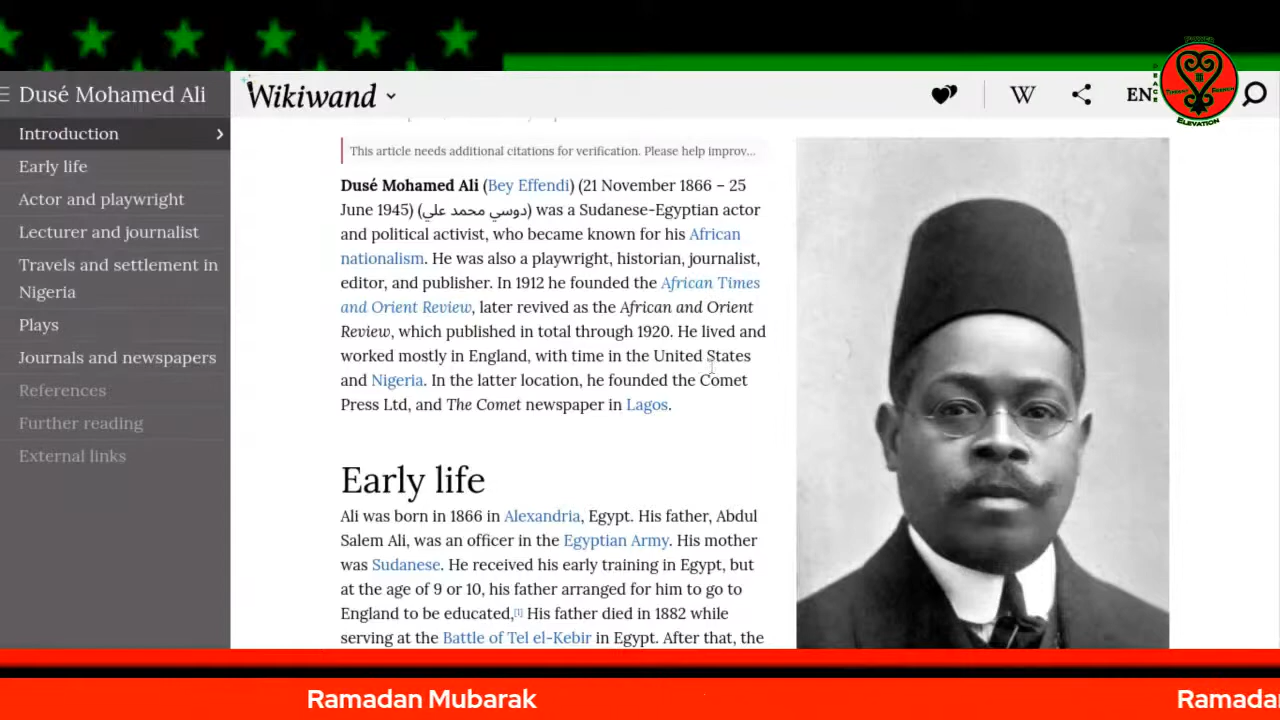 Dusé Mohamed Ali
Introduction
Early life
Actor and playwright
Lecturer and journalist
Travels and settlement in
Nigeria
Plays
Journals and newspapers
References
Further reading
External links
Wikiwand
W
EN
POWER
PEACE
ELEVATION
This article needs additional citations for verification. Please help improv...
Dusé Mohamed Ali (Bey Effendi) (21 November 1866 – 25
June 1945) (دوسي محمد علي) was a Sudanese-Egyptian actor
and political activist, who became known for his African
nationalism. He was also a playwright, historian, journalist,
editor, and publisher. In 1912 he founded the African Times
and Orient Review, later revived as the African and Orient
Review, which published in total through 1920. He lived and
worked mostly in England, with time in the United States
and Nigeria. In the latter location, he founded the Comet
Press Ltd, and The Comet newspaper in Lagos.
Early life
Ali was born in 1866 in Alexandria, Egypt. His father, Abdul
Salem Ali, was an officer in the Egyptian Army. His mother
was Sudanese. He received his early training in Egypt, but
at the age of 9 or 10, his father arranged for him to go to
England to be educated,[1] His father died in 1882 while
serving at the Battle of Tel el-Kebir in Egypt. After that, the
Ramadan Mubarak
Ramadan